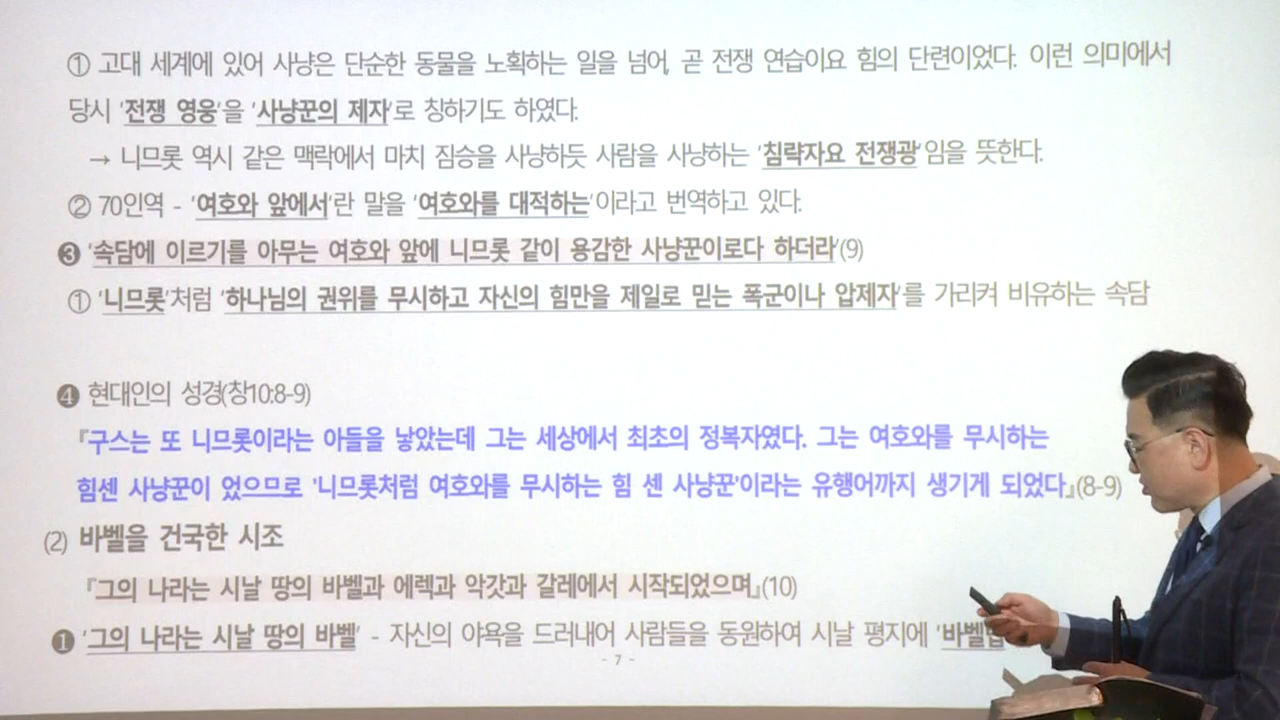 ① 고대 세계에 있어 사냥은 단순한 동물을 노획하는 일을 넘어, 곧 전쟁 연습이요 힘의 단련이었다. 이런 의미에서
당시 '전쟁 영웅'을 '사냥꾼의 제자'로 칭하기도 하였다.
→ 니므롯 역시 같은 맥락에서 마치 짐승을 사냥하듯 사람을 사냥하는 '침략자요 전쟁광'임을 뜻한다.
② 70인역 - '여호와 앞에서'란 말을 '여호와를 대적하는'이라고 번역하고 있다.
❸ '속담에 이르기를 아무는 여호와 앞에 니므롯 같이 용감한 사냥꾼이로다 하더라'(9)
① '니므롯'처럼 '하나님의 권위를 무시하고 자신의 힘만을 제일로 믿는 폭군이나 압제자'를 가리켜 비유하는 속담
❹ 현대인의 성경(창10:8-9)
『구스는 또 니므롯이라는 아들을 낳았는데 그는 세상에서 최초의 정복자였다. 그는 여호와를 무시하는
힘센 사냥꾼이 었으므로 '니므롯처럼 여호와를 무시하는 힘 센 사냥꾼'이라는 유행어까지 생기게 되었다』(8-9)
(2) 바벨을 건국한 시조
『그의 나라는 시날 땅의 바벨과 에렉과 악갓과 갈레에서 시작되었으며』(10)
❶ '그의 나라는 시날 땅의 바벨' - 자신의 야욕을 드러내어 사람들을 동원하여 시날 평지에 '바벨탑
- 7 -